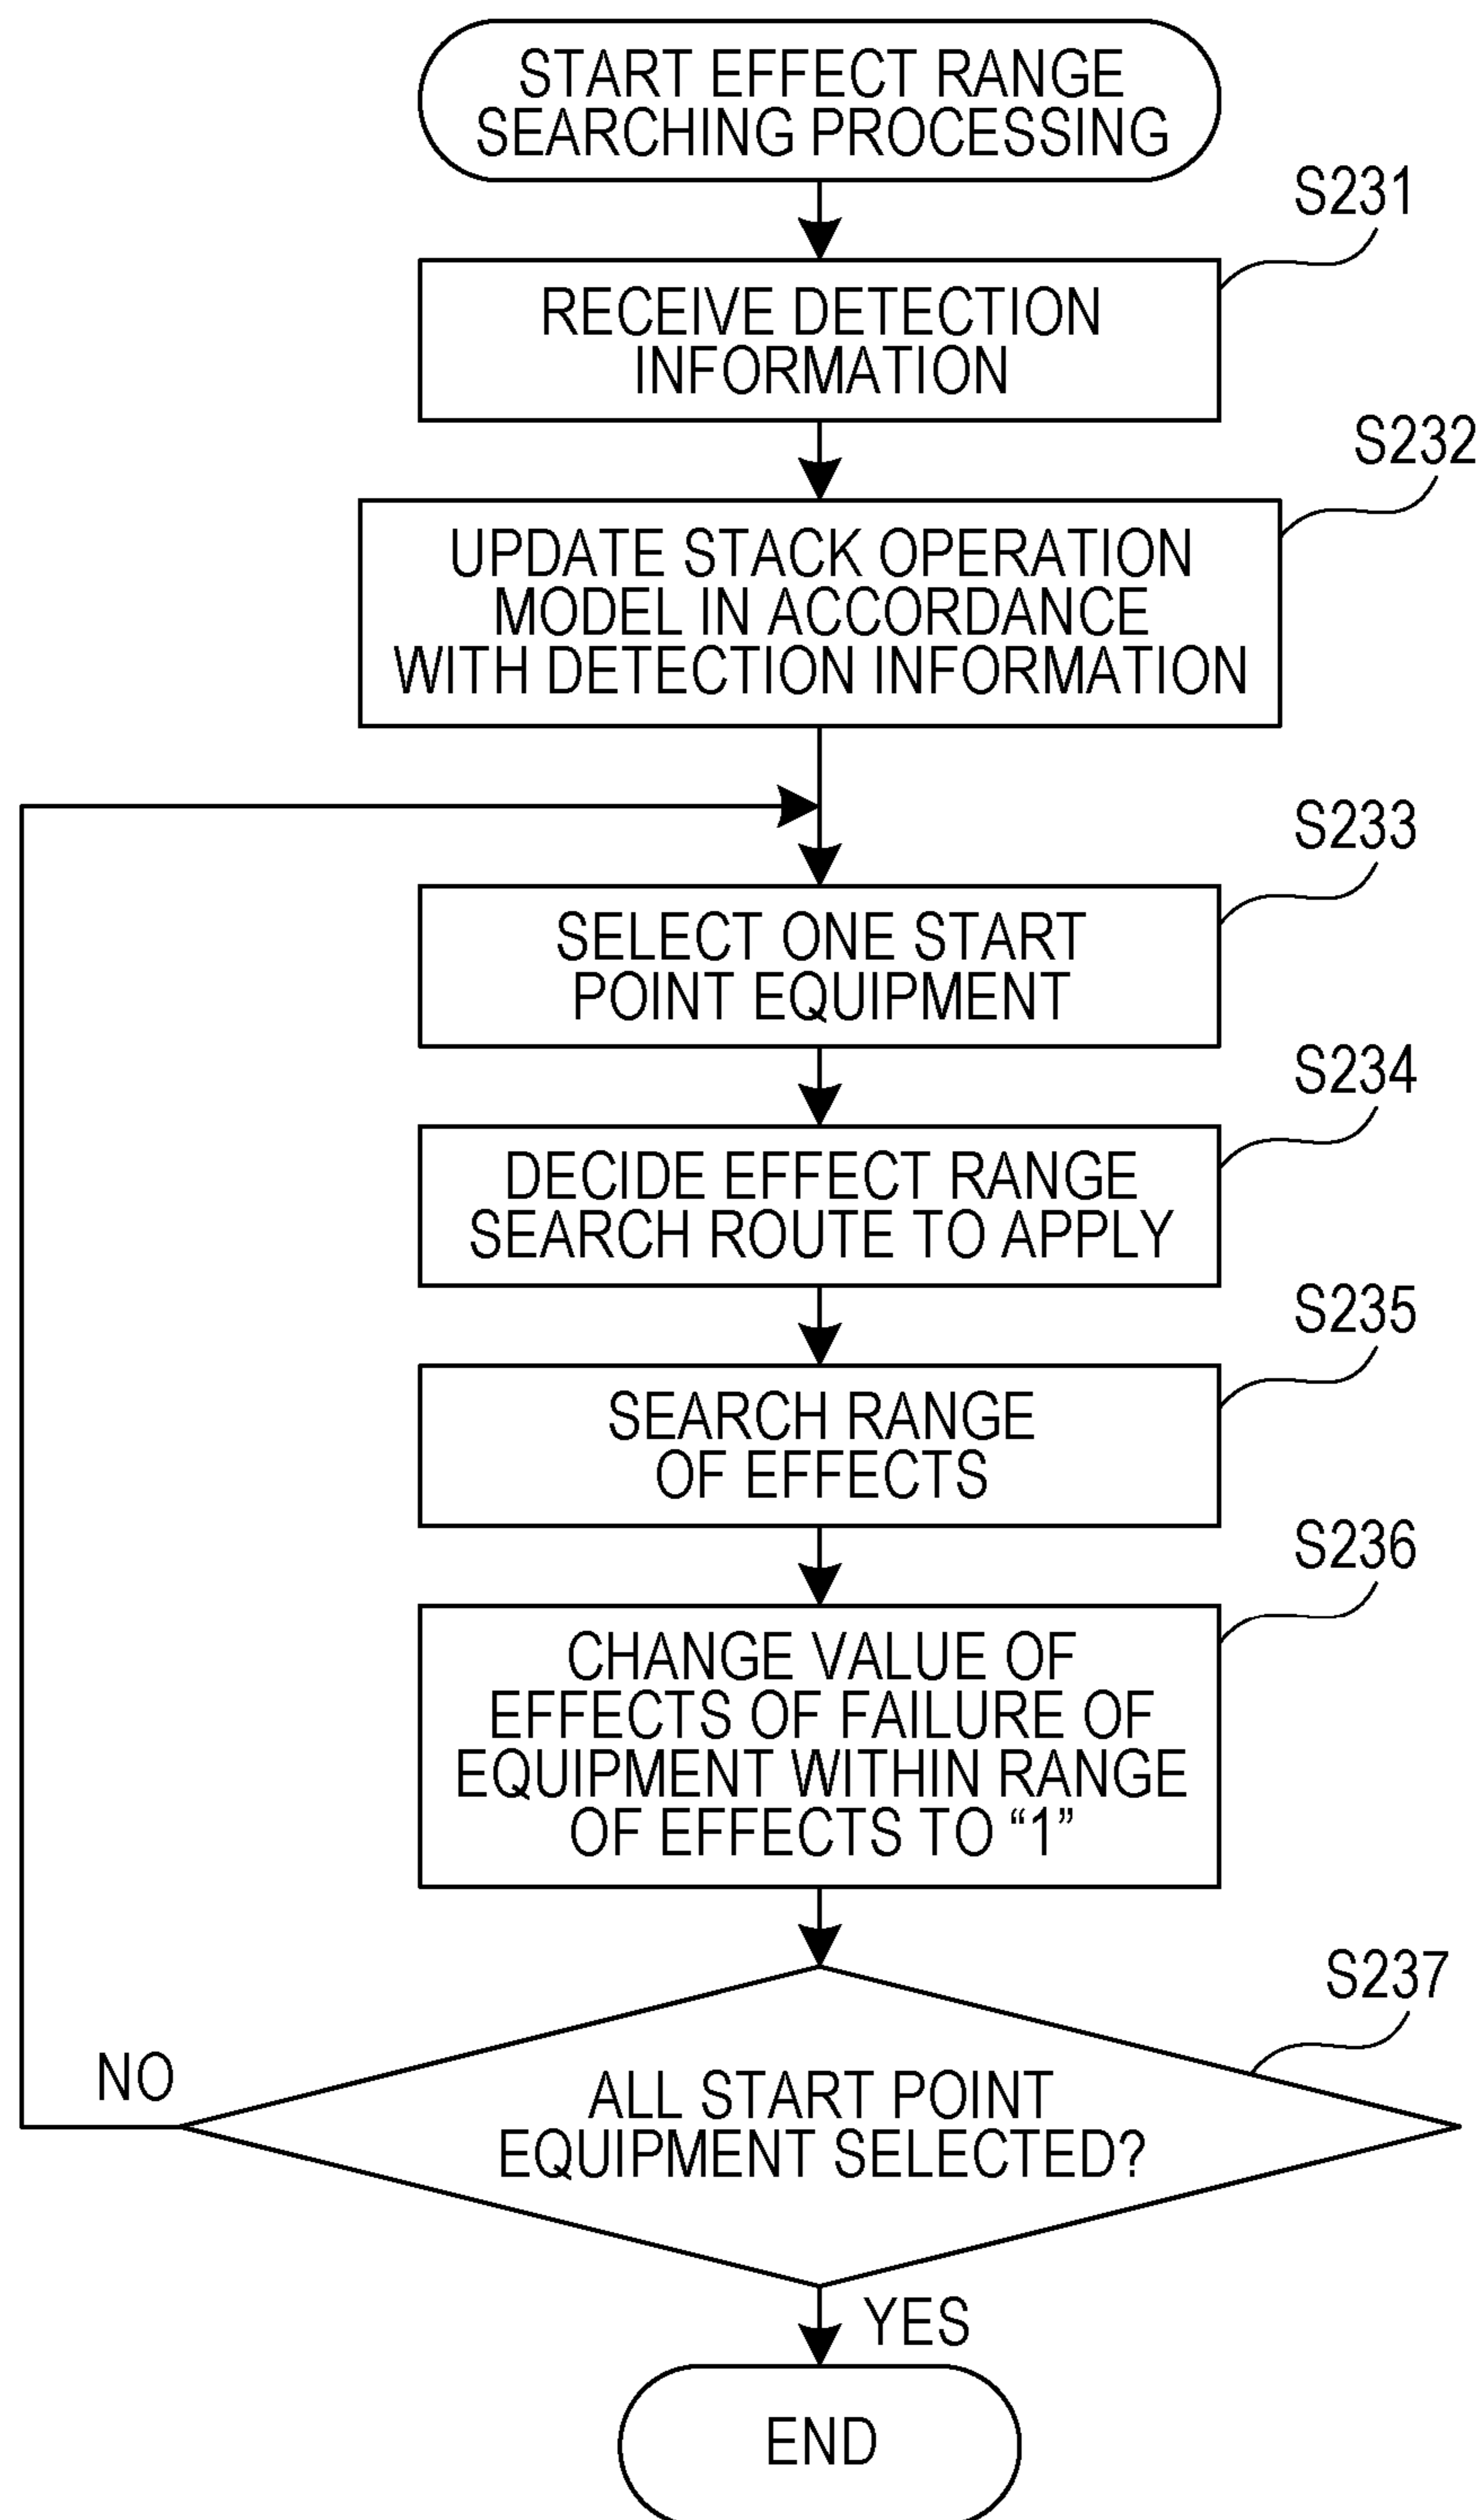 START EFFECT RANGE
SEARCHING PROCESSING
S231
RECEIVE DETECTION
INFORMATION
S232
UPDATE STACK OPERATION
MODEL IN ACCORDANCE
WITH DETECTION INFORMATION
S233
SELECT ONE START
POINT EQUIPMENT
S234
DECIDE EFFECT RANGE
SEARCH ROUTE TO APPLY
S235
SEARCH RANGE
OF EFFECTS
S236
CHANGE VALUE OF
EFFECTS OF FAILURE OF
EQUIPMENT WITHIN RANGE
OF EFFECTS TO “1”
S237
NO
ALL START POINT
EQUIPMENT SELECTED?
YES
END